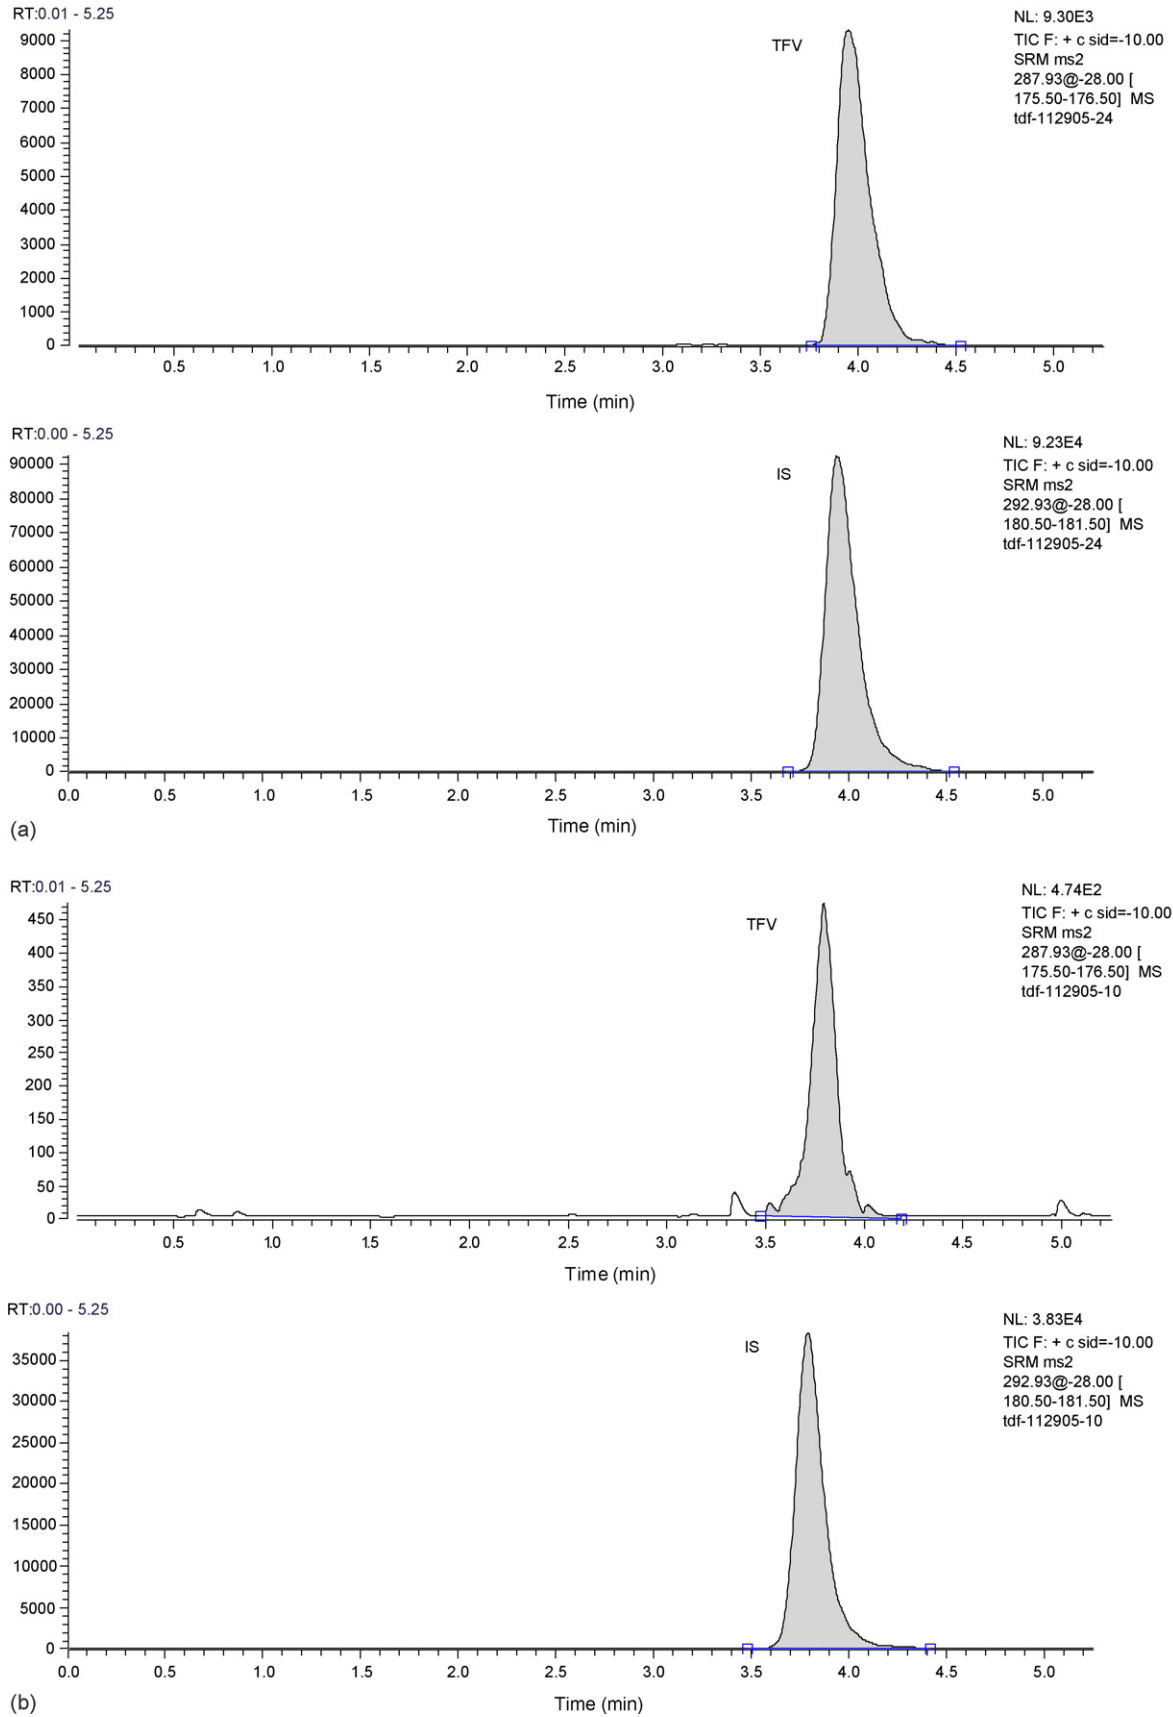 RT:0.01 - 5.25
NL: 9.30E3
TIC F: + c sid=-10.00
SRM ms2
287.93@-28.00 [
175.50-176.50] MS
tdf-112905-24
TFV
9000
8000
7000
6000
5000
4000
3000
2000
1000
0
0.5 1.0 1.5 2.0 2.5 3.0 3.5 4.0 4.5 5.0
Time (min)
RT:0.00 - 5.25
NL: 9.23E4
TIC F: + c sid=-10.00
SRM ms2
292.93@-28.00 [
180.50-181.50] MS
tdf-112905-24
IS
90000
80000
70000
60000
50000
40000
30000
20000
10000
0
0.0 0.5 1.0 1.5 2.0 2.5 3.0 3.5 4.0 4.5 5.0
Time (min)
(a)
RT:0.01 - 5.25
NL: 4.74E2
TIC F: + c sid=-10.00
SRM ms2
287.93@-28.00 [
175.50-176.50] MS
tdf-112905-10
TFV
450
400
350
300
250
200
150
100
50
0
0.5 1.0 1.5 2.0 2.5 3.0 3.5 4.0 4.5 5.0
Time (min)
RT:0.00 - 5.25
NL: 3.83E4
TIC F: + c sid=-10.00
SRM ms2
292.93@-28.00 [
180.50-181.50] MS
tdf-112905-10
IS
35000
30000
25000
20000
15000
10000
5000
0
0.0 0.5 1.0 1.5 2.0 2.5 3.0 3.5 4.0 4.5 5.0
Time (min)
(b)